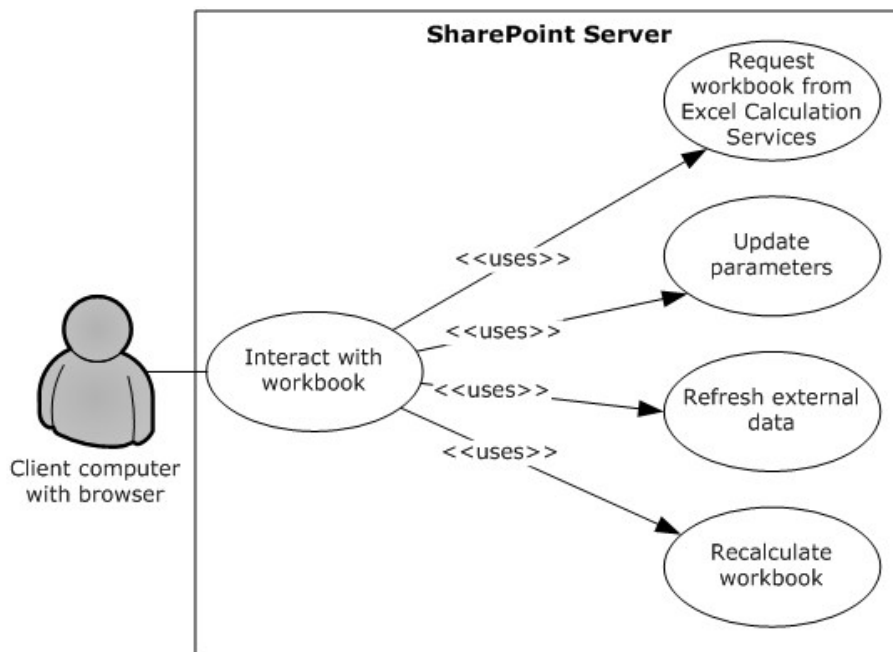 SharePoint Server
Request
workbook from
Excel Calculation
Services
<<uses>>
Update
parameters
<<uses>>
Interact with
workbook
<<uses>>
Refresh external
data
<<uses>>
Client computer
with browser
Recalculate
workbook